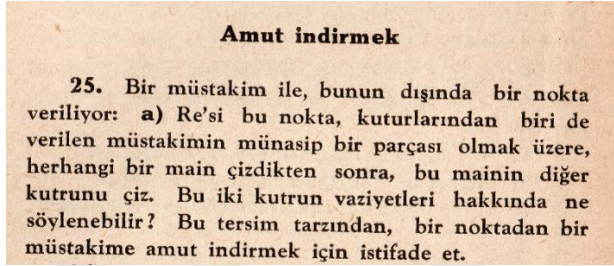 Amut indirmek
25. Bir müstakim ile, bunun dışında bir nokta
veriliyor: a) Re'si bu nokta, kuturlarından biri de
verilen müstakimin münasip bir parçası olmak üzere,
herhangi bir main çizdikten sonra, bu mainin diğer
kutrunu çiz. Bu iki kutrun vaziyetleri hakkında ne
söylenebilir? Bu tersim tarzından, bir noktadan bir
müstakime amut indirmek için istifade et.